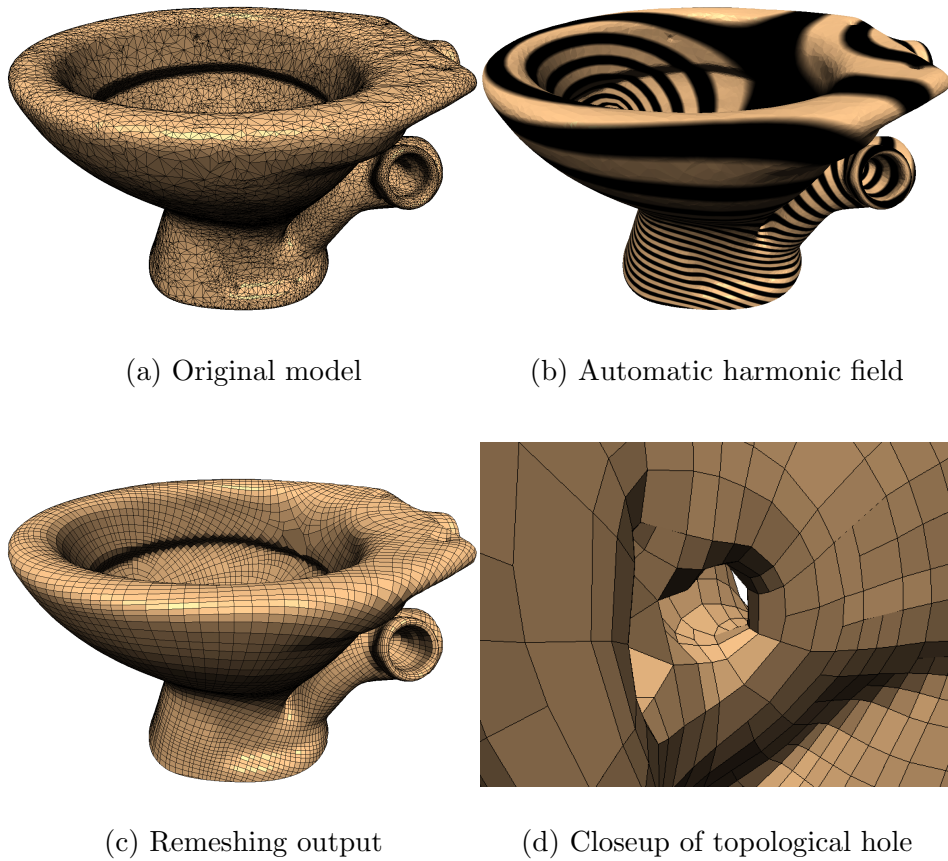 (a) Original model
(b) Automatic harmonic field
(c) Remeshing output
(d) Closeup of topological hole